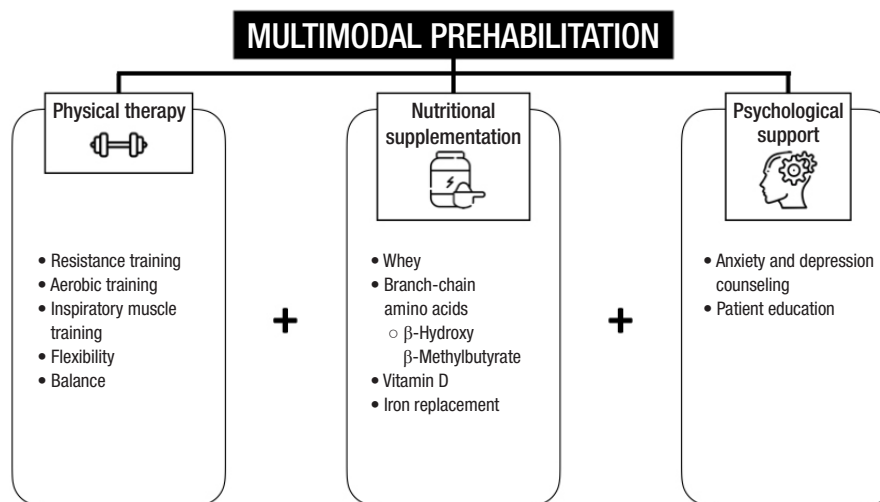 MULTIMODAL PREHABILITATION
Physical therapy
• Resistance training
• Aerobic training
• Inspiratory muscle
training
• Flexibility
• Balance
+
Nutritional
supplementation
• Whey
• Branch-chain
amino acids
○ β-Hydroxy
β-Methylbutyrate
• Vitamin D
• Iron replacement
+
Psychological
support
• Anxiety and depression
counseling
• Patient education